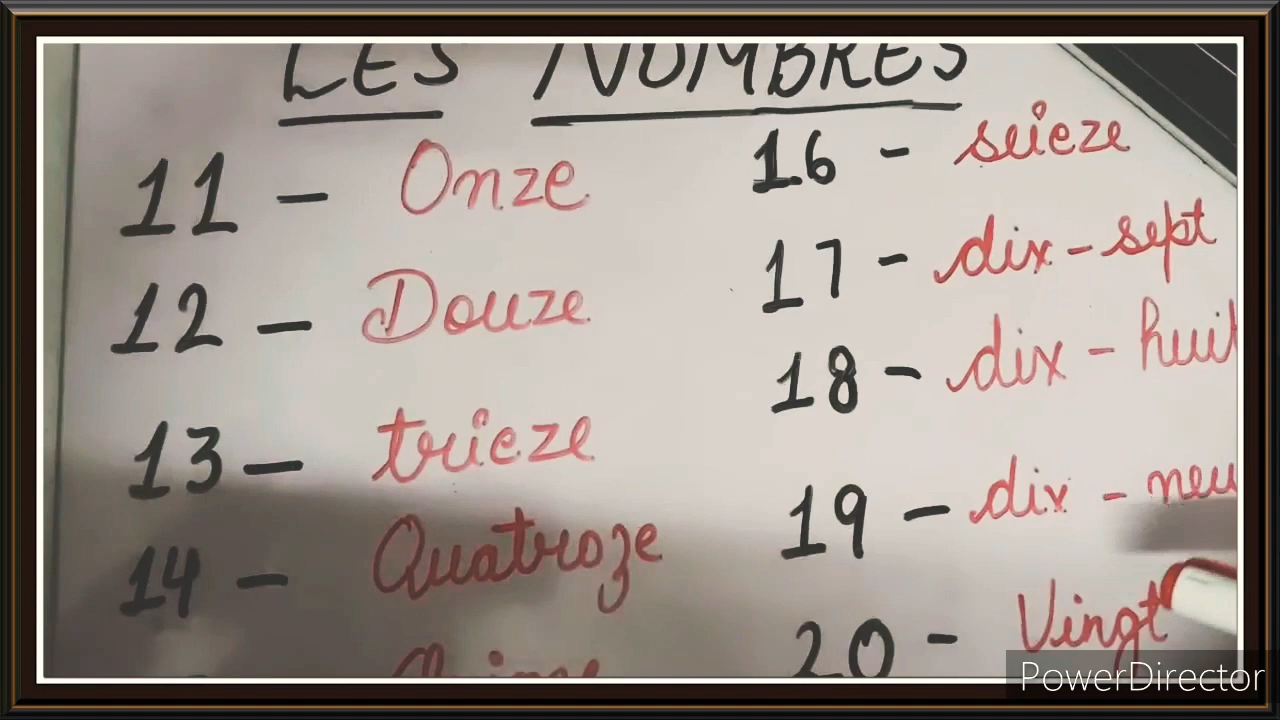 LES NOMBRES
11 - Onze
12 - Douze
13 - trieze
14 - Quatroze
16 - seieze
17 - dix - sept
18 - dix - huit
19 - dix - neu
20 - Vingt
PowerDirector